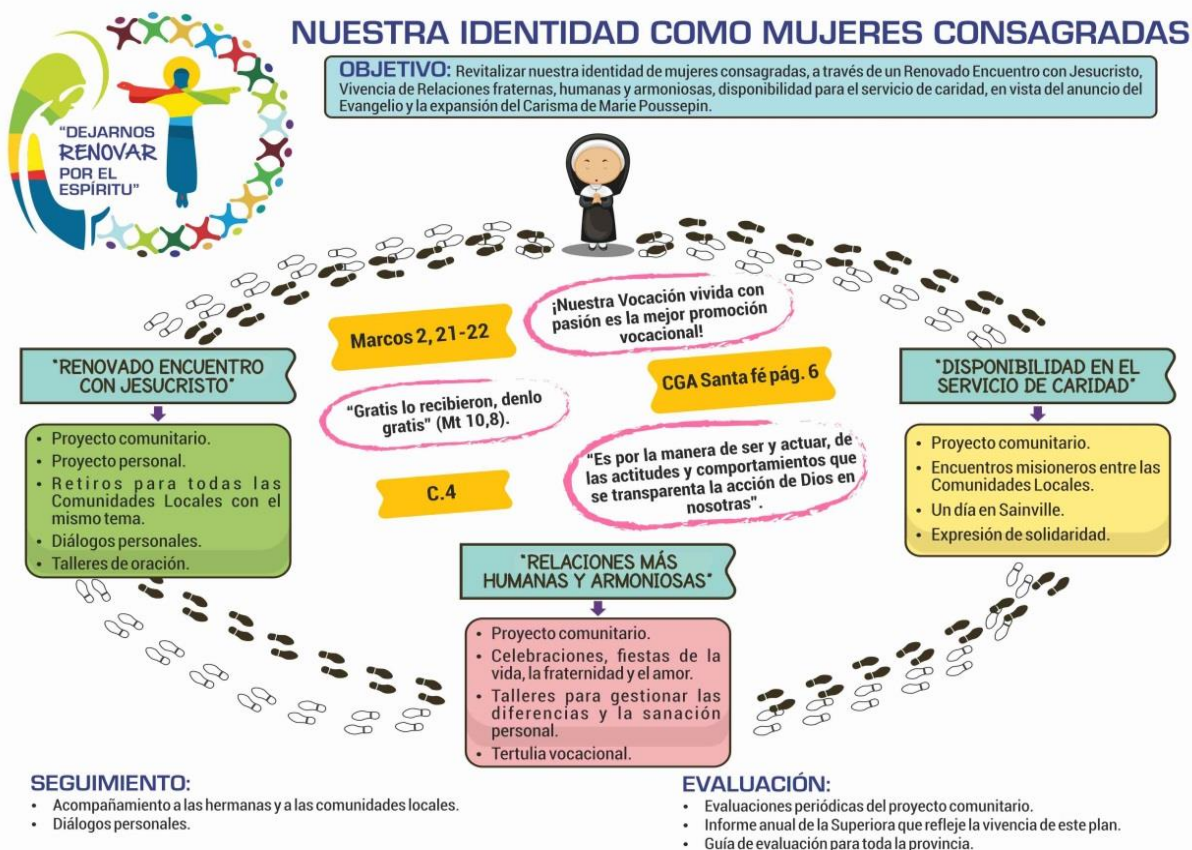 NUESTRA IDENTIDAD COMO MUJERES CONSAGRADAS
OBJETIVO: Revitalizar nuestra identidad de mujeres consagradas, a través de un Renovado Encuentro con Jesucristo,
Vivencia de Relaciones fraternas, humanas y armoniosas, disponibilidad para el servicio de caridad, en vista del anuncio del
Evangelio y la expansión del Carisma de Marie Poussepin.
"DEJARNOS
RENOVAR
POR EL
ESPÍRITU"
Marcos 2, 21-22
¡Nuestra Vocación vivida con
pasión es la mejor promoción
vocacional!
CGA Santa fé pág. 6
"Gratis lo recibieron, denlo
gratis" (Mt 10,8).
"Es por la manera de ser y actuar, de
las actitudes y comportamientos que
se transparenta la acción de Dios en
nosotras".
C.4
"RENOVADO ENCUENTRO
CON JESUCRISTO"
• Proyecto comunitario.
• Proyecto personal.
• Retiros para todas las
Comunidades Locales con el
mismo tema.
• Diálogos personales.
• Talleres de oración.
"RELACIONES MÁS
HUMANAS Y ARMONIOSAS"
• Proyecto comunitario.
• Celebraciones, fiestas de la
vida, la fraternidad y el amor.
• Talleres para gestionar las
diferencias y la sanación
personal.
• Tertulia vocacional.
"DISPONIBILIDAD EN EL
SERVICIO DE CARIDAD"
• Proyecto comunitario.
• Encuentros misioneros entre las
Comunidades Locales.
• Un día en Sainville.
• Expresión de solidaridad.
SEGUIMIENTO:
• Acompañamiento a las hermanas y a las comunidades locales.
• Diálogos personales.
EVALUACIÓN:
• Evaluaciones periódicas del proyecto comunitario.
• Informe anual de la Superiora que refleje la vivencia de este plan.
• Guía de evaluación para toda la provincia.